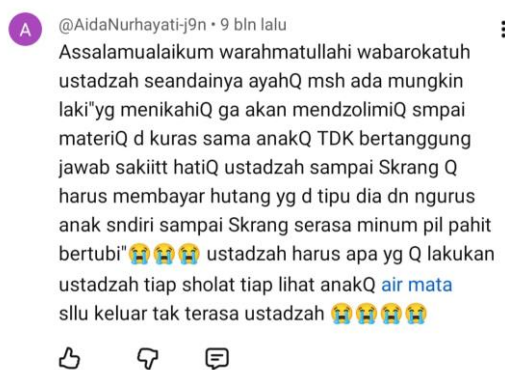 A
@AidaNurhayati-j9n • 9 bln lalu
Assalamualaikum warahmatullahi wabarokatuh
ustadzah seandainya ayahQ msh ada mungkin
laki"yg menikahiQ ga akan mendzolimiQ smpai
materiQ d kuras sama anakQ TDK bertanggung
jawab sakiitt hatiQ ustadzah sampai Skrang Q
harus membayar hutang yg d tipu dia dn ngurus
anak sndiri sampai Skrang serasa minum pil pahit
bertubi"😭😭😭 ustadzah harus apa yg Q lakukan
ustadzah tiap sholat tiap lihat anakQ air mata
sllu keluar tak terasa ustadzah 😭😭😭😭